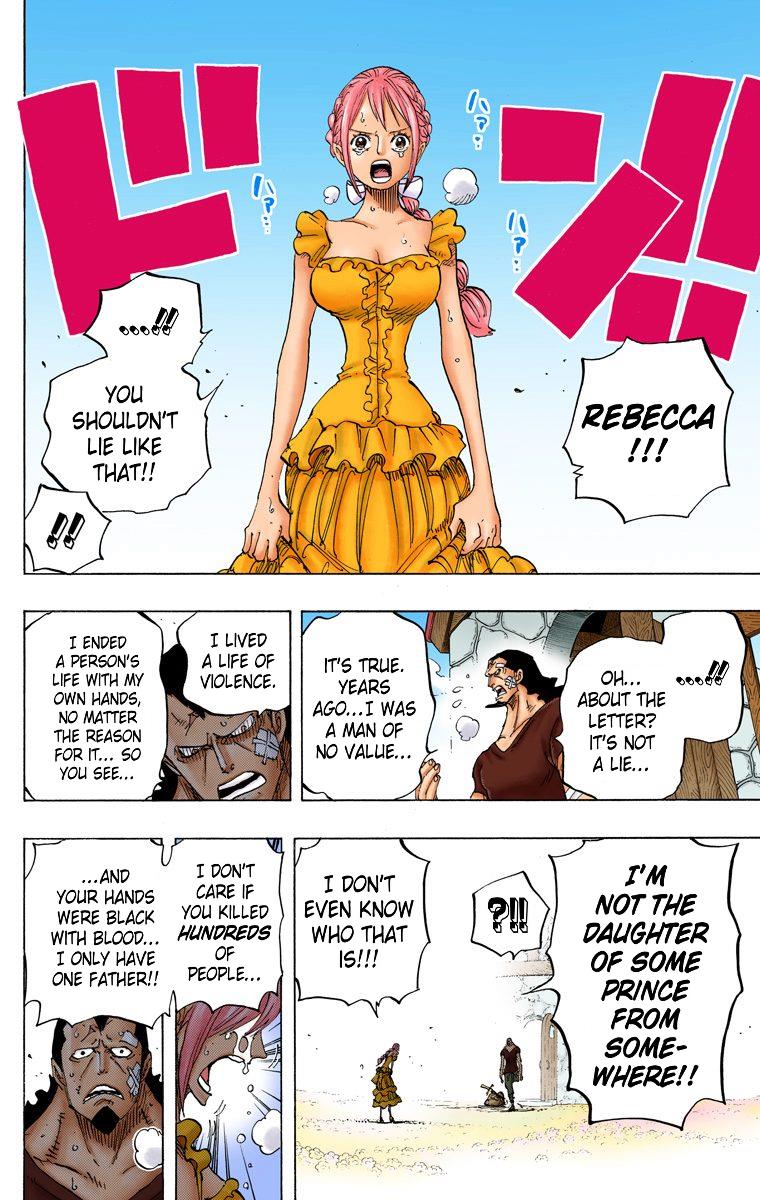 ドン!!
ハァ
ハァ
ハァ
REBECCA
!!!
....!!
YOU
SHOULDN'T
LIE LIKE
THAT!!
!!
....!!
OH...
ABOUT THE
LETTER?
IT'S NOT
A LIE...
IT'S TRUE.
YEARS
AGO...I WAS
A MAN OF
NO VALUE...
I LIVED
A LIFE OF
VIOLENCE.
I ENDED
A PERSON'S
LIFE WITH MY
OWN HANDS,
NO MATTER
THE REASON
FOR IT... SO
YOU SEE...
I'M
NOT THE
DAUGHTER
OF SOME
PRINCE
FROM
SOME-
WHERE!!
?!!
I DON'T
EVEN KNOW
WHO THAT
IS!!!
I DON'T
CARE IF
YOU KILLED
HUNDREDS
OF
PEOPLE...
...AND
YOUR HANDS
WERE BLACK
WITH BLOOD...
I ONLY HAVE
ONE FATHER!!